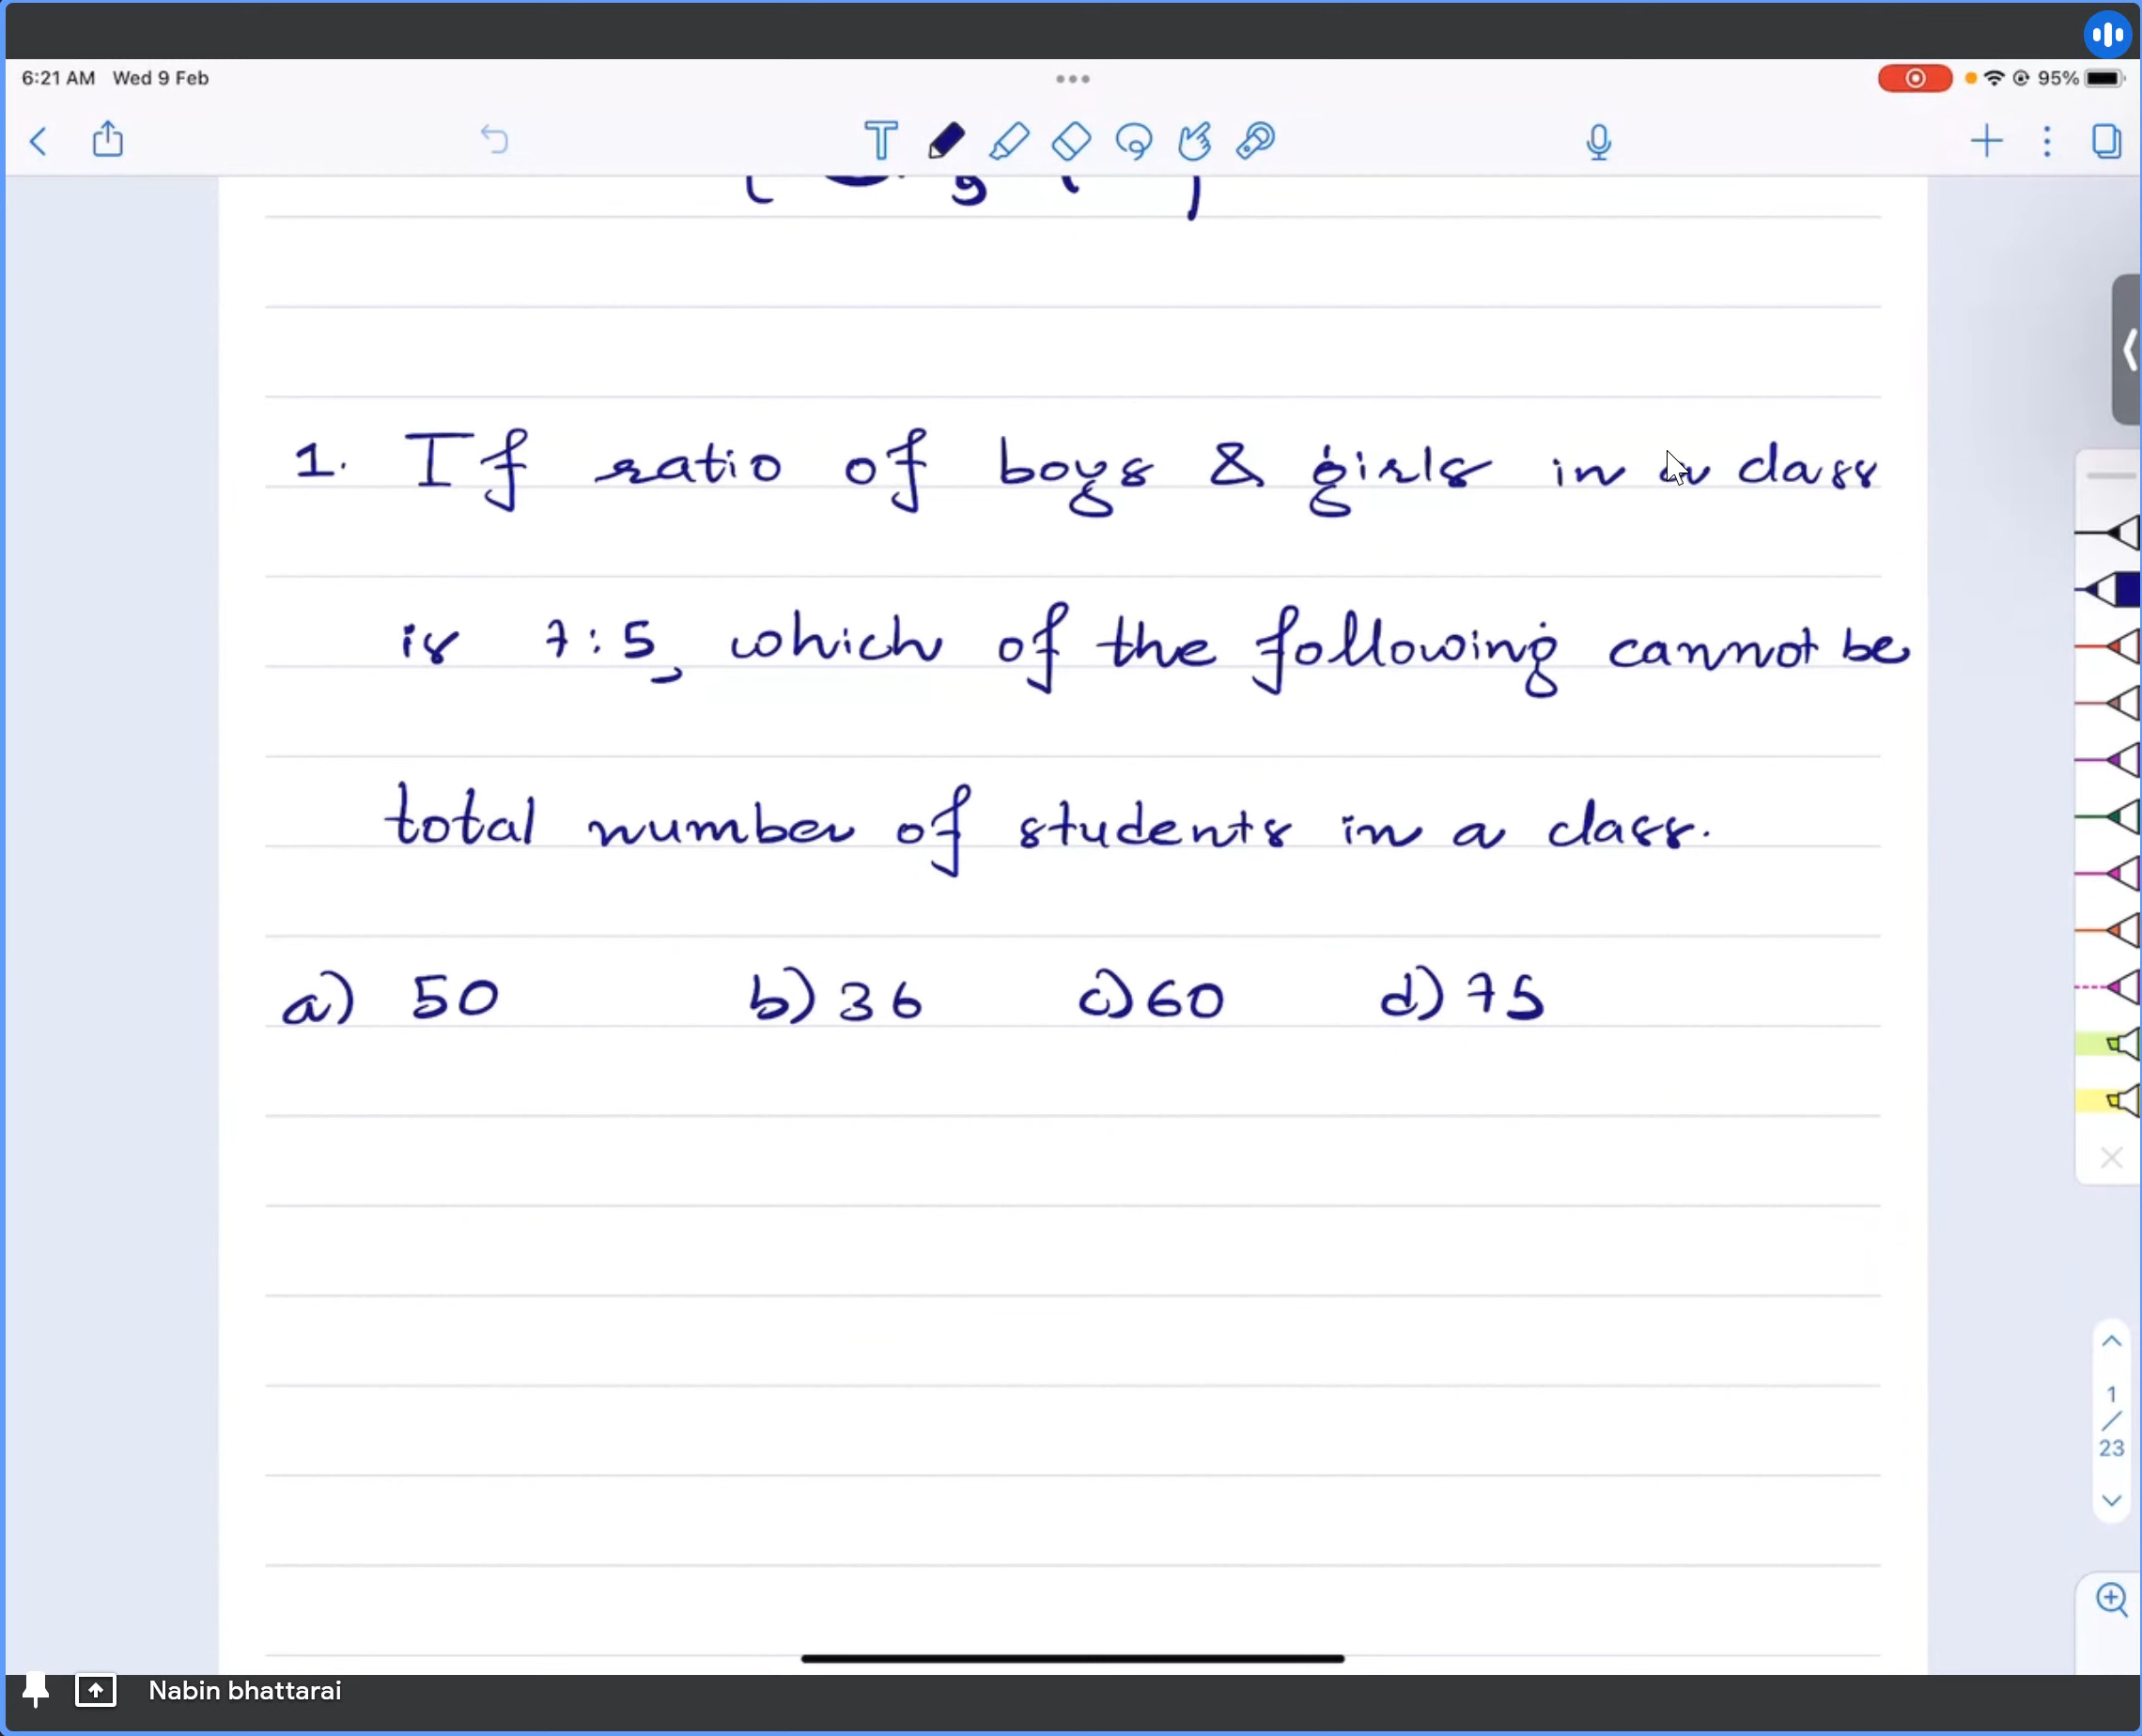 6:21 AM Wed 9 Feb
95%
T
1. If ratio of boys & girls in a class
is 7:5, which of the following cannot be
total number of students in a class.
a) 50 b) 36 c) 60 d) 75
1
/
23
Nabin bhattarai